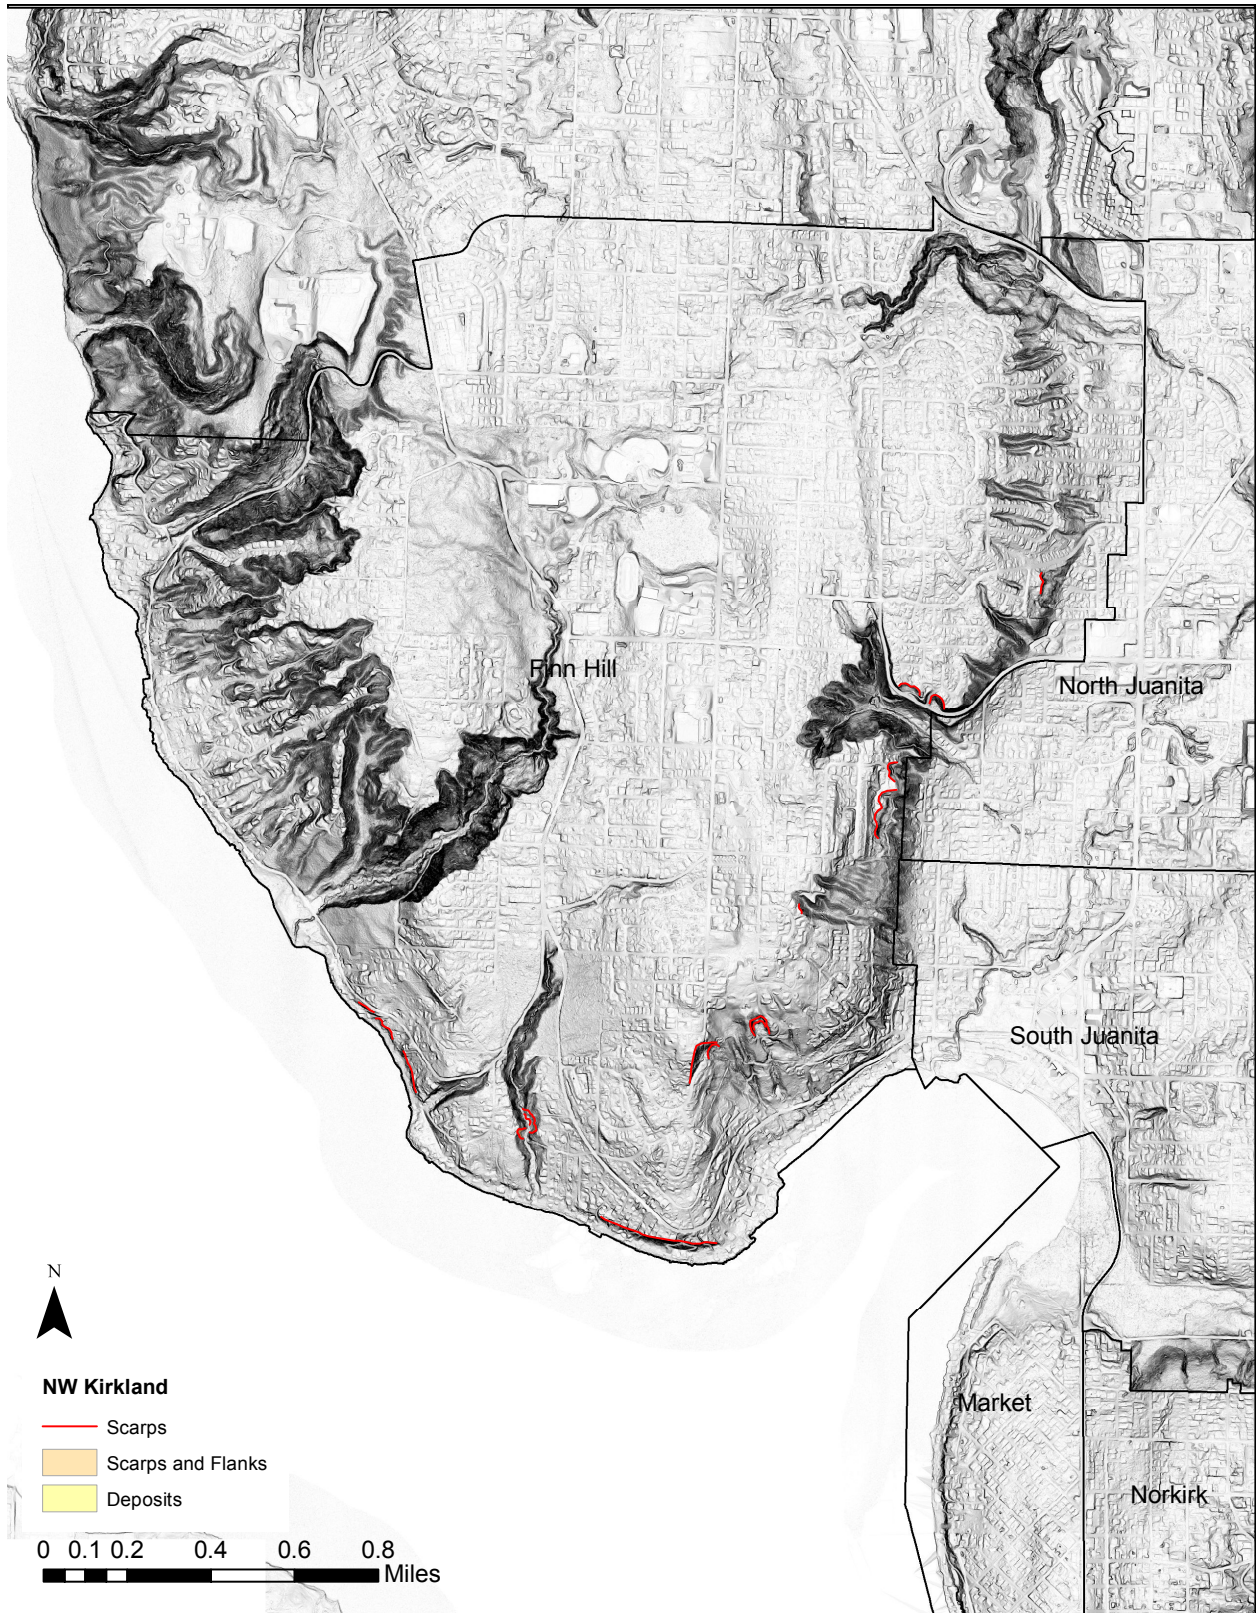 Finn Hill
North Juanita
South Juanita
N
NW Kirkland
Scarps
Market
Scarps and Flanks
Deposits
Norkirk
0 0.1 0.2 0.4 0.6 0.8
Miles